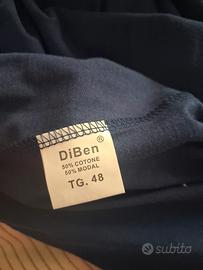 DiBen®
50% COTONE
50% MODAL
TG. 48
subito